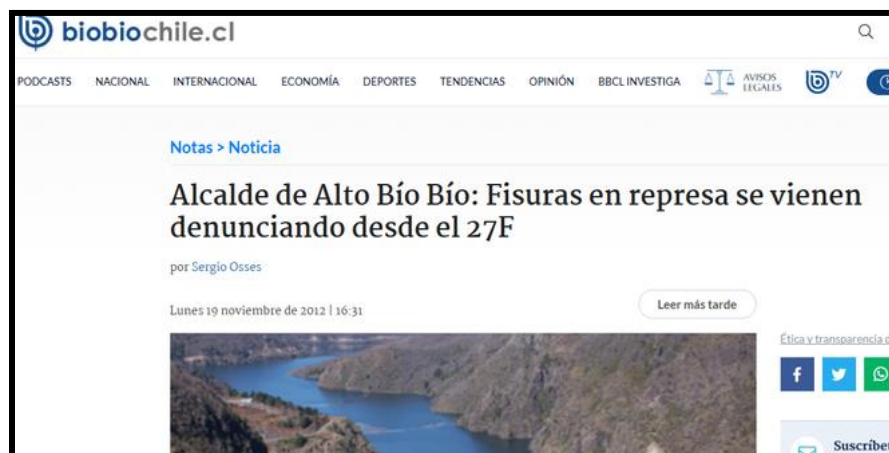 biobiochile.cl
PODCASTS NACIONAL INTERNACIONAL ECONOMÍA DEPORTES TENDENCIAS OPINIÓN BBCL INVESTIGA AVISOS LEGALES TV
Notas > Noticia
Alcalde de Alto Bío Bío: Fisuras en represa se vienen
denunciando desde el 27F
por Sergio Osses
Lunes 19 noviembre de 2012 | 16:31
Leer más tarde
Ética y transparencia
Suscríbe